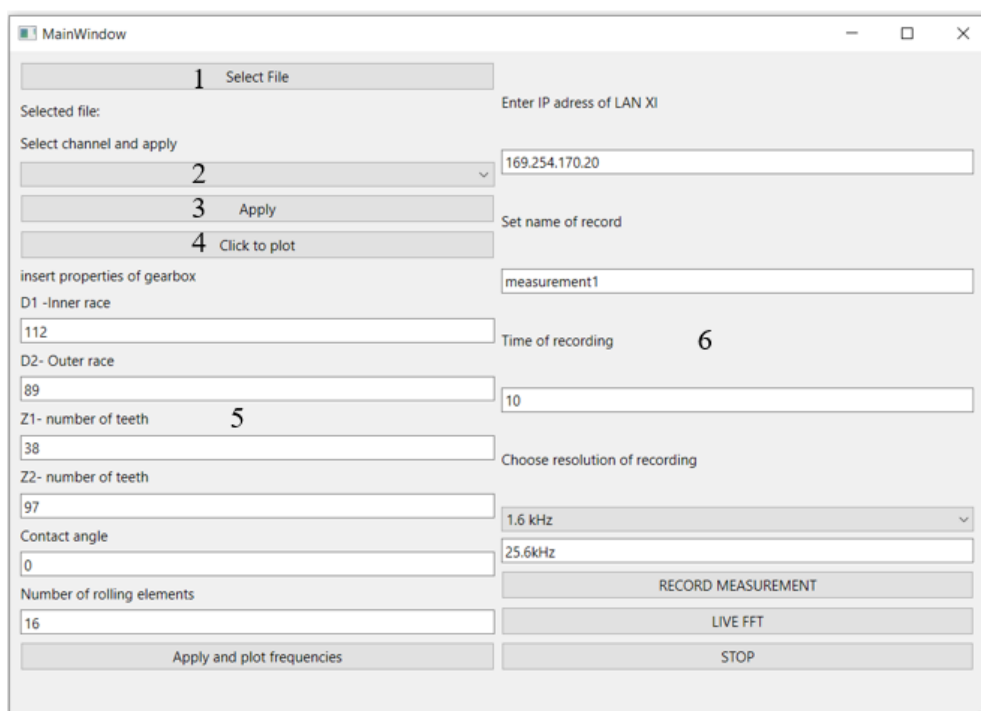 MainWindow
1 Select File
Selected file:
Select channel and apply
2
3 Apply
4 Click to plot
insert properties of gearbox
D1 -Inner race
112
D2- Outer race
89
Z1- number of teeth 5
38
Z2- number of teeth
97
Contact angle
0
Number of rolling elements
16
Apply and plot frequencies
Enter IP adress of LAN XI
169.254.170.20
Set name of record
measurement1
Time of recording 6
10
Choose resolution of recording
1.6 kHz
25.6kHz
RECORD MEASUREMENT
LIVE FFT
STOP